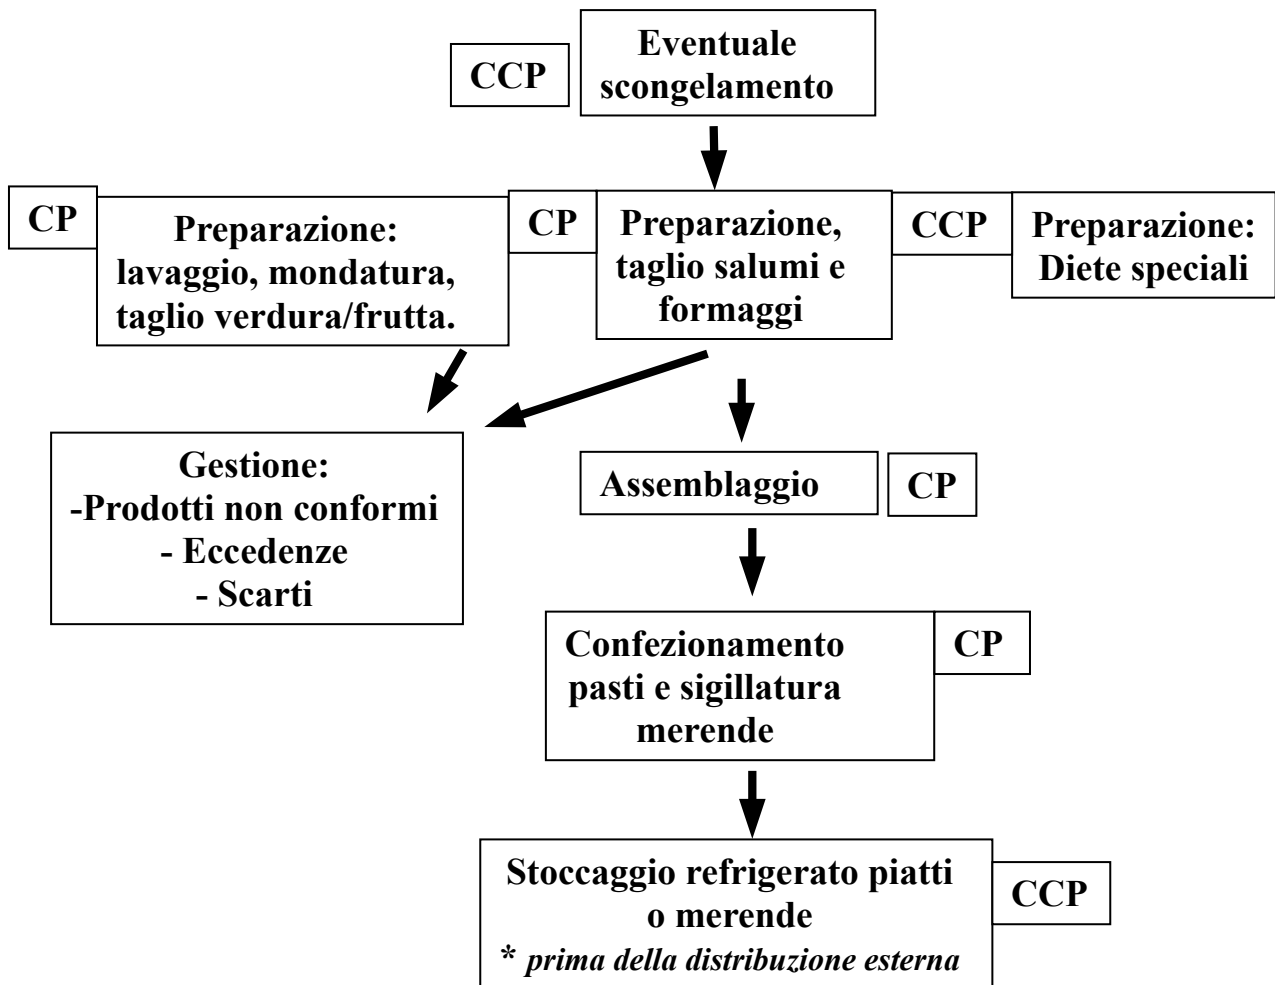 CCP
Eventuale
scongelamento
CP
Preparazione:
lavaggio, mondatura,
taglio verdura/frutta.
CP
Preparazione,
taglio salumi e
formaggi
CCP
Preparazione:
Diete speciali
Gestione:
-Prodotti non conformi
- Eccedenze
- Scarti
Assemblaggio
CP
Confezionamento
pasti e sigillatura
merende
CP
Stoccaggio refrigerato piatti
o merende
* prima della distribuzione esterna
CCP